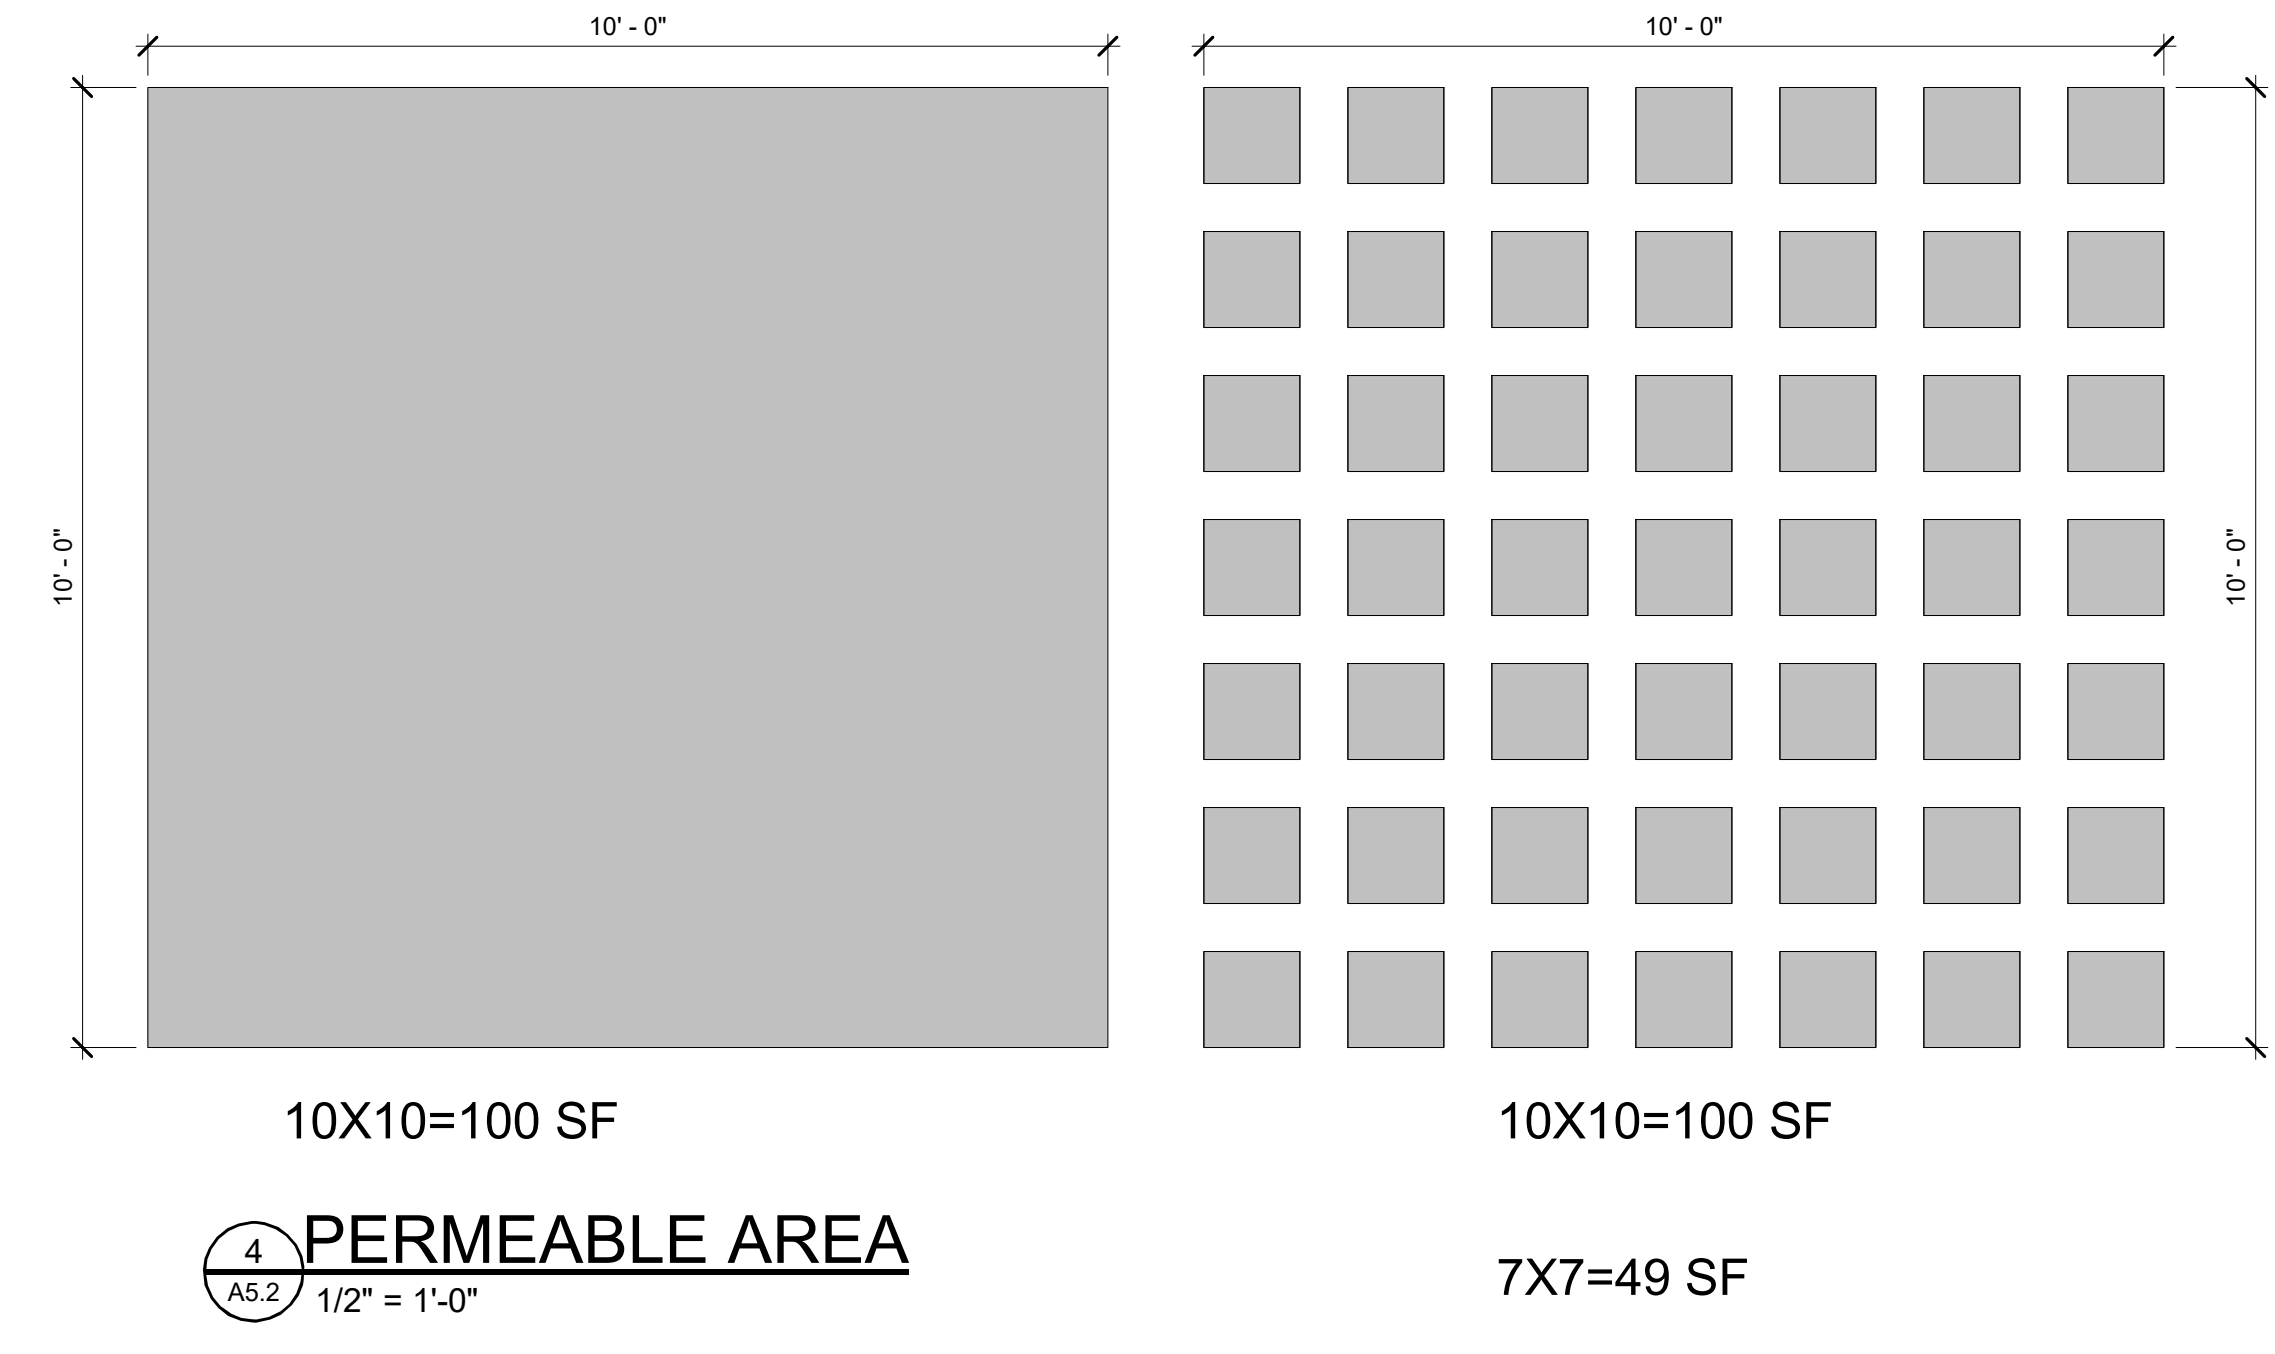 10' - 0"
10' - 0"
10' - 0"
10' - 0"
10X10=100 SF
10X10=100 SF
4
PERMEABLE AREA
A5.2
1/2" = 1'-0"
7X7=49 SF